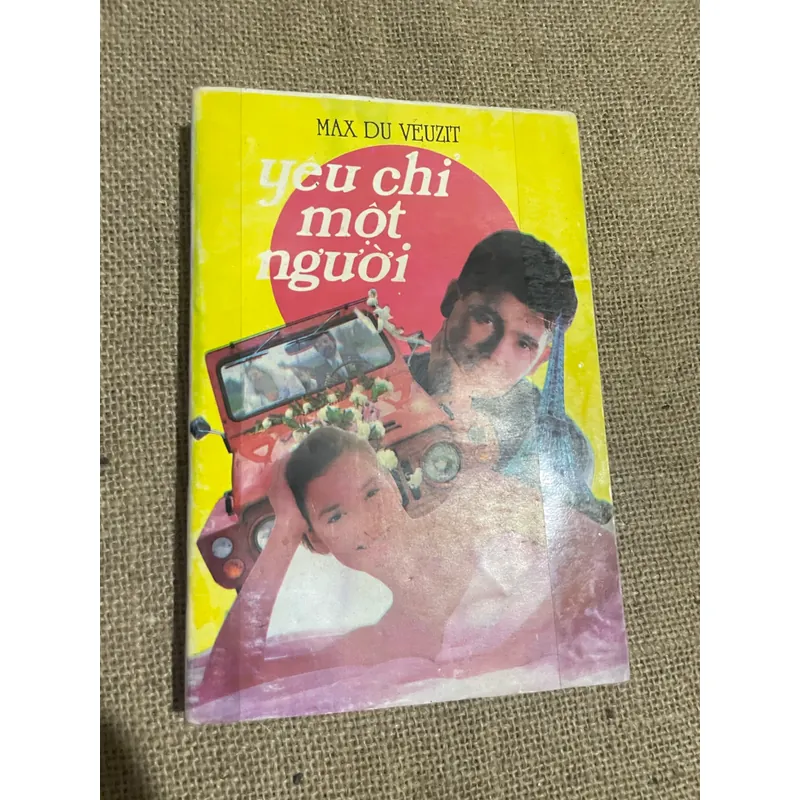 MAX DU VEUZIT
yêu chỉ
một
người